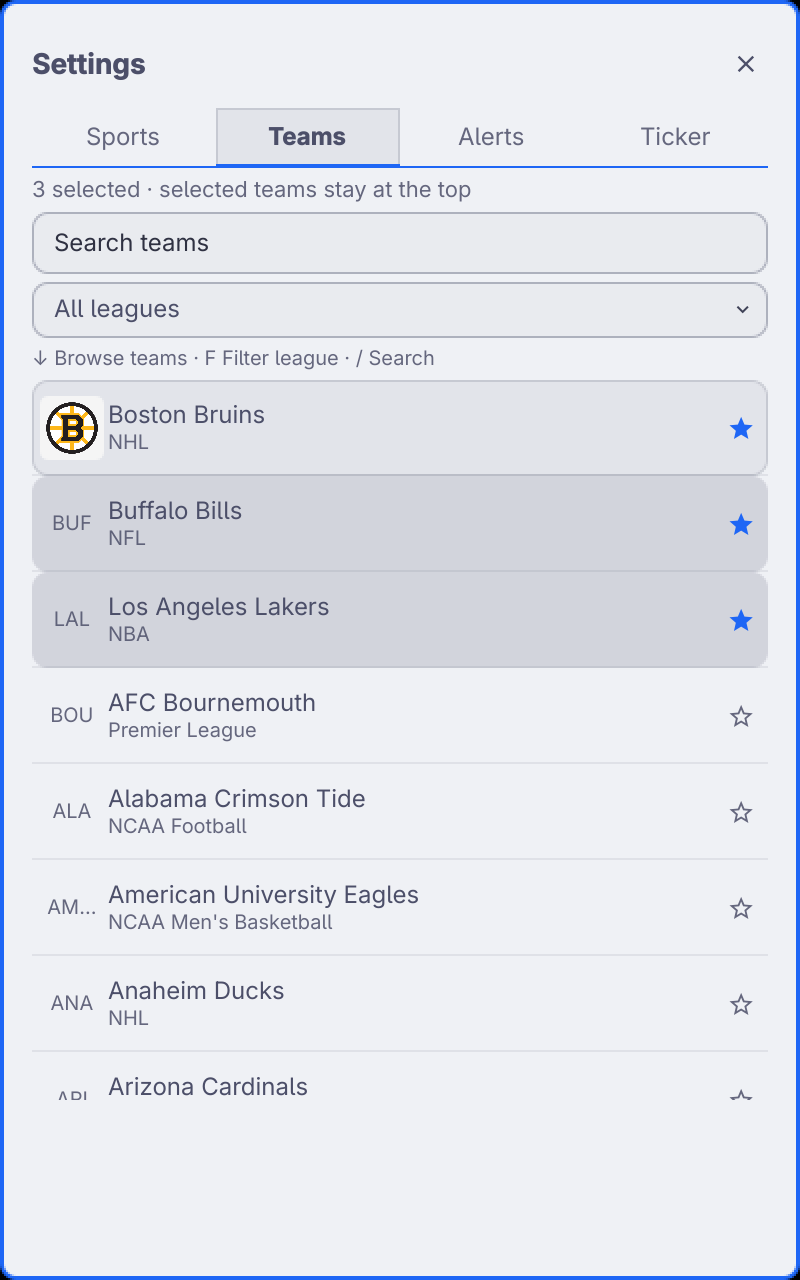 Settings
Sports Teams Alerts Ticker
3 selected · selected teams stay at the top
Search teams
All leagues
↓ Browse teams · F Filter league · / Search
B
Boston Bruins
NHL
BUF
Buffalo Bills
NFL
LAL
Los Angeles Lakers
NBA
BOU
AFC Bournemouth
Premier League
ALA
Alabama Crimson Tide
NCAA Football
AM...
American University Eagles
NCAA Men's Basketball
ANA
Anaheim Ducks
NHL
ARI
Arizona Cardinals